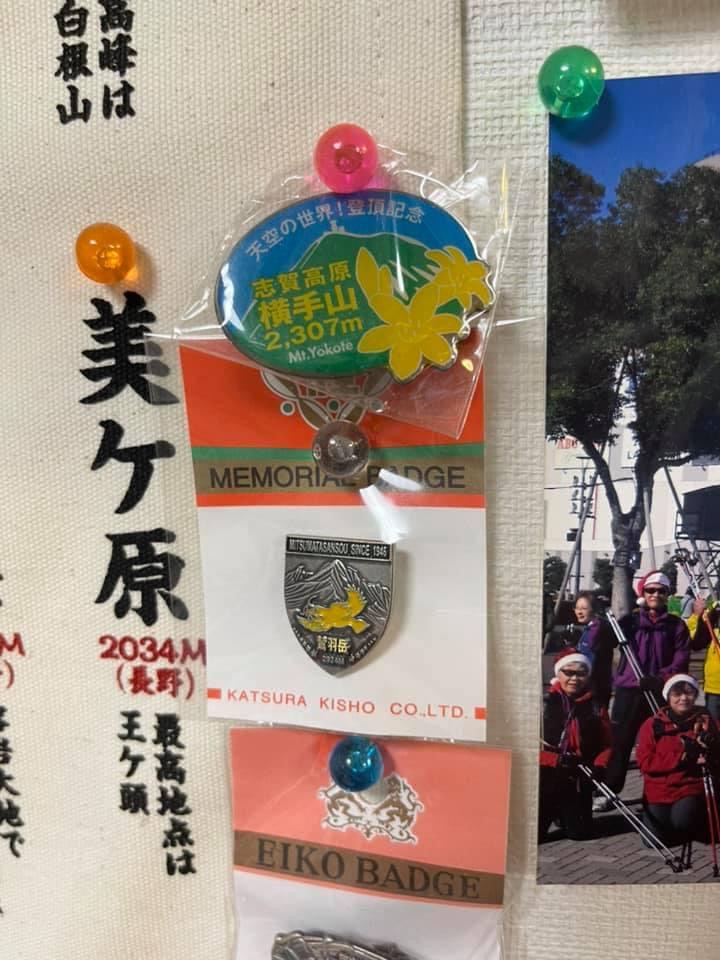 高峰は
白根山
美ケ原
2034M
(長野)
最高地点は
王ケ頭
天空の世界!登頂記念
志賀高原
横手山
2,307m
Mt.Yokote
MEMORIAL BADGE
MITSUMATASANSOU SINCE 1946
鷲羽岳
2924M
KATSURA KISHO CO.,LTD.
EIKO BADGE